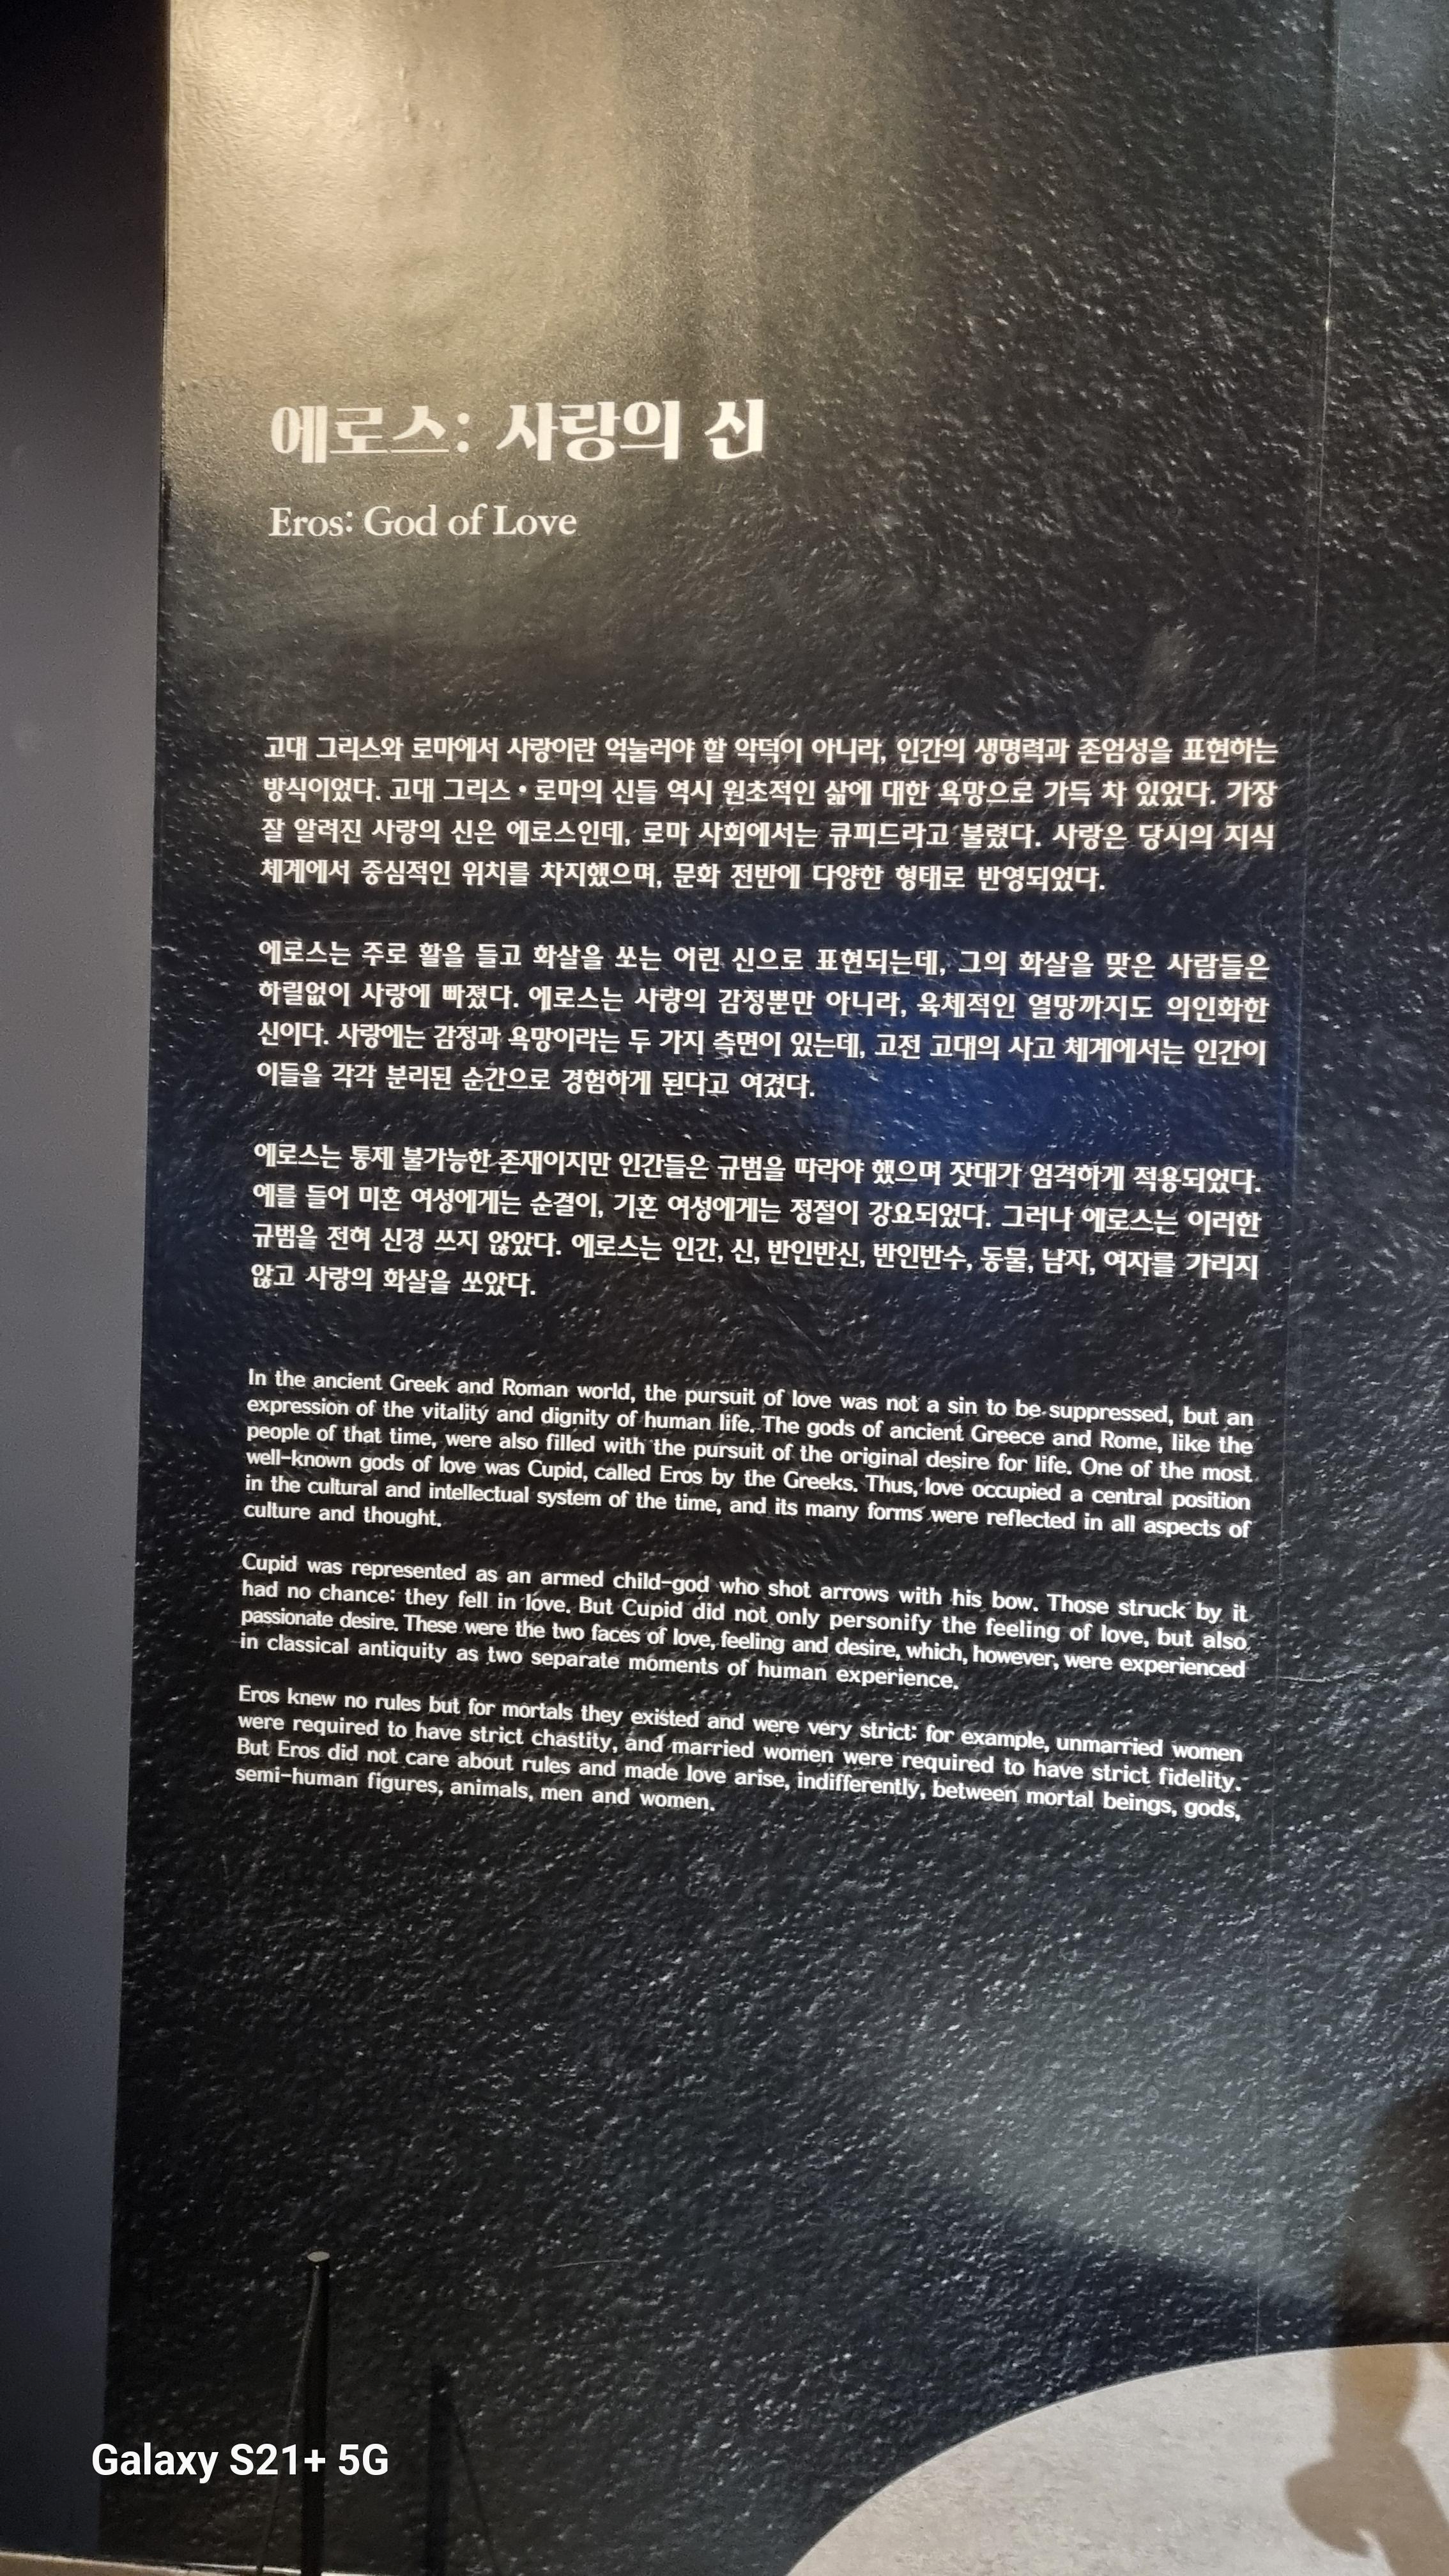 에로스: 사랑의 신
Eros: God of Love
고대 그리스와 로마에서 사랑이란 억눌러야 할 악덕이 아니라, 인간의 생명력과 존엄성을 표현하는
방식이었다. 고대 그리스 • 로마의 신들 역시 원초적인 삶에 대한 욕망으로 가득 차 있었다. 가장
잘 알려진 사랑의 신은 에로스인데, 로마 사회에서는 큐피드라고 불렸다. 사랑은 당시의 지식
체계에서 중심적인 위치를 차지했으며, 문화 전반에 다양한 형태로 반영되었다.
에로스는 주로 활을 들고 화살을 쏘는 어린 신으로 표현되는데, 그의 화살을 맞은 사람들은
하릴없이 사랑에 빠졌다. 에로스는 사랑의 감정뿐만 아니라, 육체적인 열망까지도 의인화한
신이다. 사랑에는 감정과 욕망이라는 두 가지 측면이 있는데, 고전 고대의 사고 체계에서는 인간이
이들을 각각 분리된 순간으로 경험하게 된다고 여겼다.
에로스는 통제 불가능한 존재이지만 인간들은 규범을 따라야 했으며 잣대가 엄격하게 적용되었다.
예를 들어 미혼 여성에게는 순결이, 기혼 여성에게는 정절이 강요되었다. 그러나 에로스는 이러한
규범을 전혀 신경 쓰지 않았다. 에로스는 인간, 신, 반인반신, 반인반수, 동물, 남자, 여자를 가리지
않고 사랑의 화살을 쏘았다.
In the ancient Greek and Roman world, the pursuit of love was not a sin to be suppressed, but an
expression of the vitality and dignity of human life. The gods of ancient Greece and Rome, like the
people of that time, were also filled with the pursuit of the original desire for life. One of the most
well-known gods of love was Cupid, called Eros by the Greeks. Thus, love occupied a central position
in the cultural and intellectual system of the time, and its many forms were reflected in all aspects of
culture and thought.
Cupid was represented as an armed child-god who shot arrows with his bow. Those struck by it
had no chance: they fell in love. But Cupid did not only personify the feeling of love, but also
passionate desire. These were the two faces of love, feeling and desire, which, however, were experienced
in classical antiquity as two separate moments of human experience.
Eros knew no rules but for mortals they existed and were very strict: for example, unmarried women
were required to have strict chastity, and married women were required to have strict fidelity.
But Eros did not care about rules and made love arise, indifferently, between mortal beings, gods,
semi-human figures, animals, men and women.
Galaxy S21+ 5G